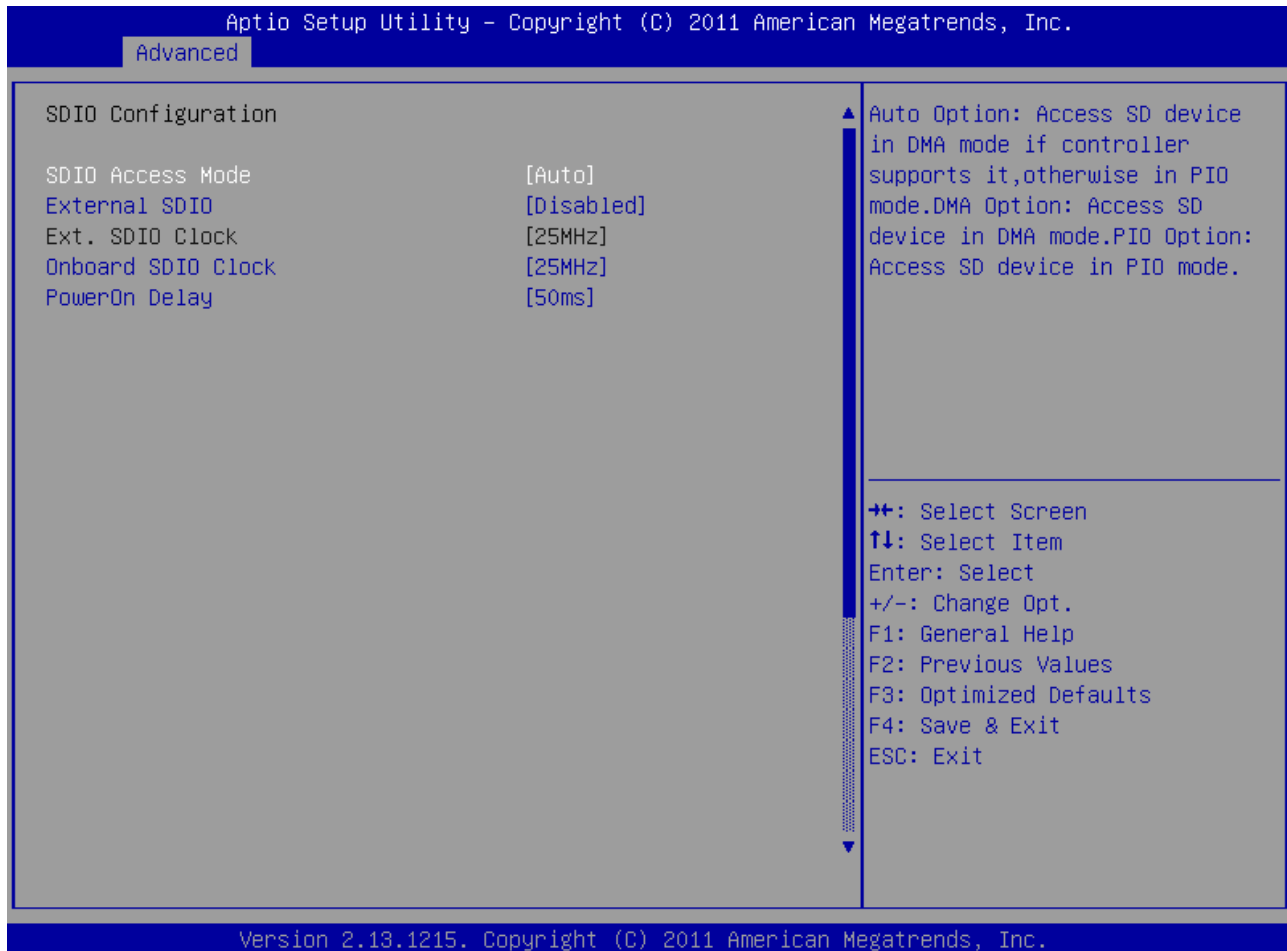 Aptio Setup Utility – Copyright (C) 2011 American Megatrends, Inc.
Advanced
SDIO Configuration
SDIO Access Mode [Auto]
External SDIO [Disabled]
Ext. SDIO Clock [25MHz]
Onboard SDIO Clock [25MHz]
PowerOn Delay [50ms]
Auto Option: Access SD device
in DMA mode if controller
supports it,otherwise in PIO
mode.DMA Option: Access SD
device in DMA mode.PIO Option:
Access SD device in PIO mode.
→←: Select Screen
↑↓: Select Item
Enter: Select
+/-: Change Opt.
F1: General Help
F2: Previous Values
F3: Optimized Defaults
F4: Save & Exit
ESC: Exit
Version 2.13.1215. Copyright (C) 2011 American Megatrends, Inc.